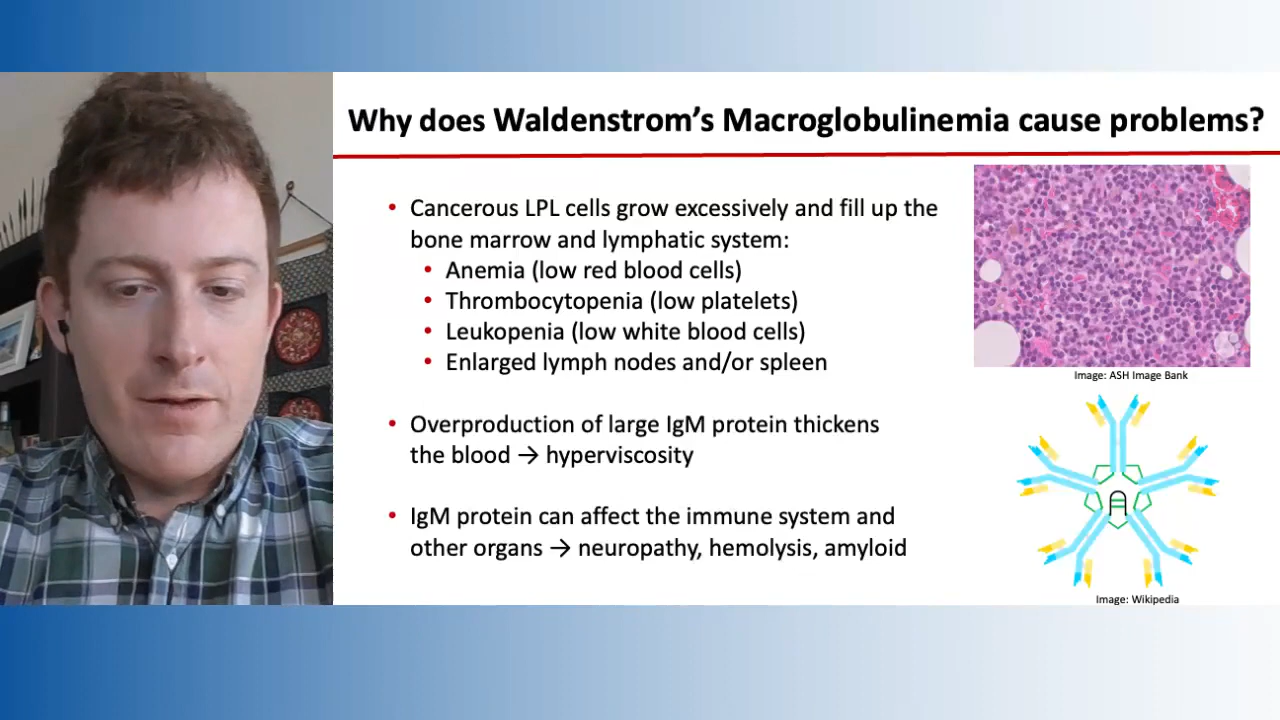 Why does Waldenstrom's Macroglobulinemia cause problems?
• Cancerous LPL cells grow excessively and fill up the
bone marrow and lymphatic system:
• Anemia (low red blood cells)
• Thrombocytopenia (low platelets)
• Leukopenia (low white blood cells)
• Enlarged lymph nodes and/or spleen
• Overproduction of large IgM protein thickens
the blood → hyperviscosity
• IgM protein can affect the immune system and
other organs → neuropathy, hemolysis, amyloid
Image: ASH Image Bank
Image: Wikipedia